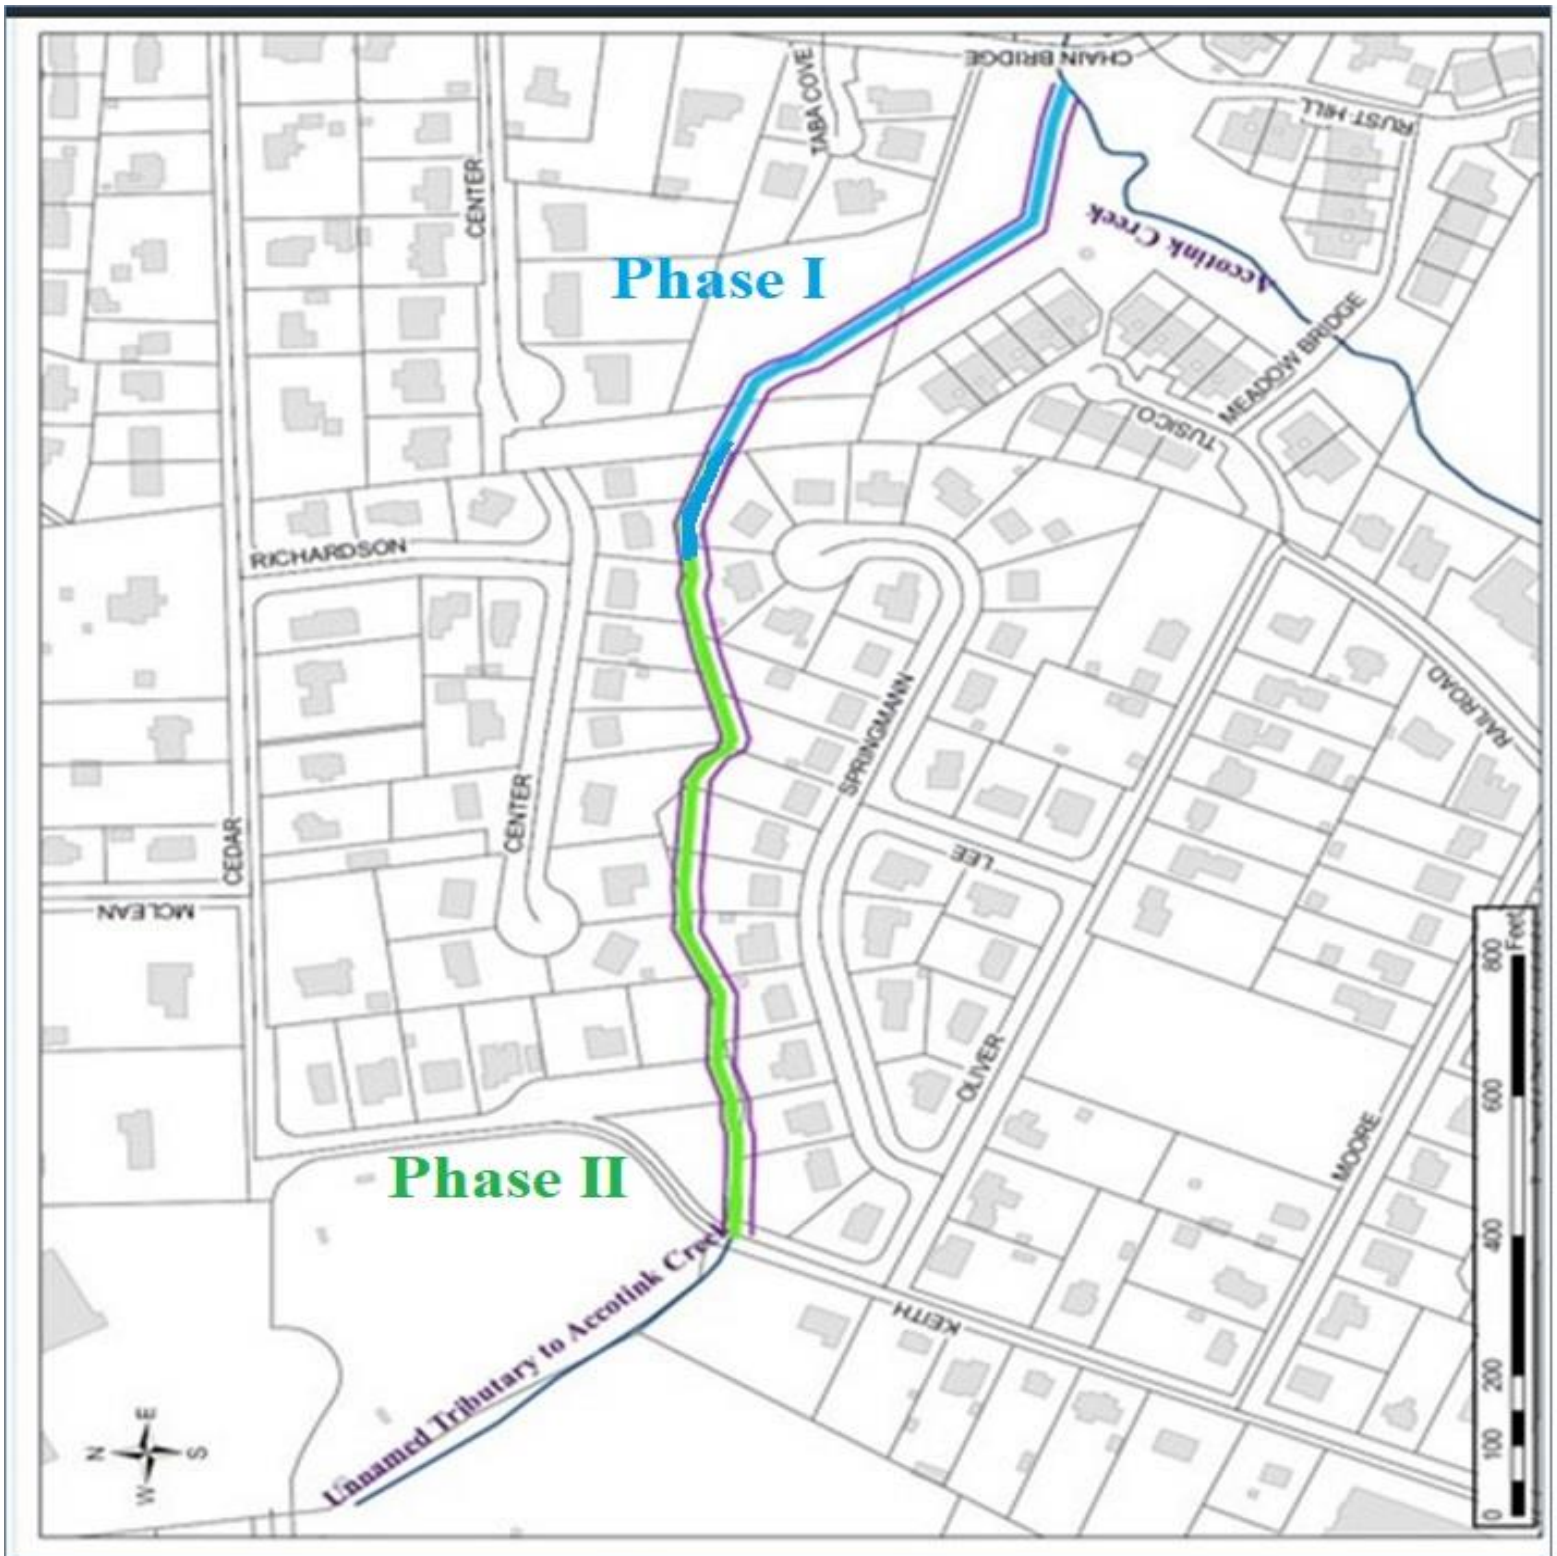 CHAIN BRIDGE
TABA COVE
RUST HILL
CENTER
Accotink Creek
Phase I
MEADOW BRIDGE
TUSICO
RICHARDSON
RAILROAD
SPRINGMANN
CENTER
CEDAR
LEE
MCLEAN
OLIVER
MOORE
Phase II
KEITH
Unnamed Tributary to Accotink Creek
N
E
S
W
0 100 200 400 600 800
Feet